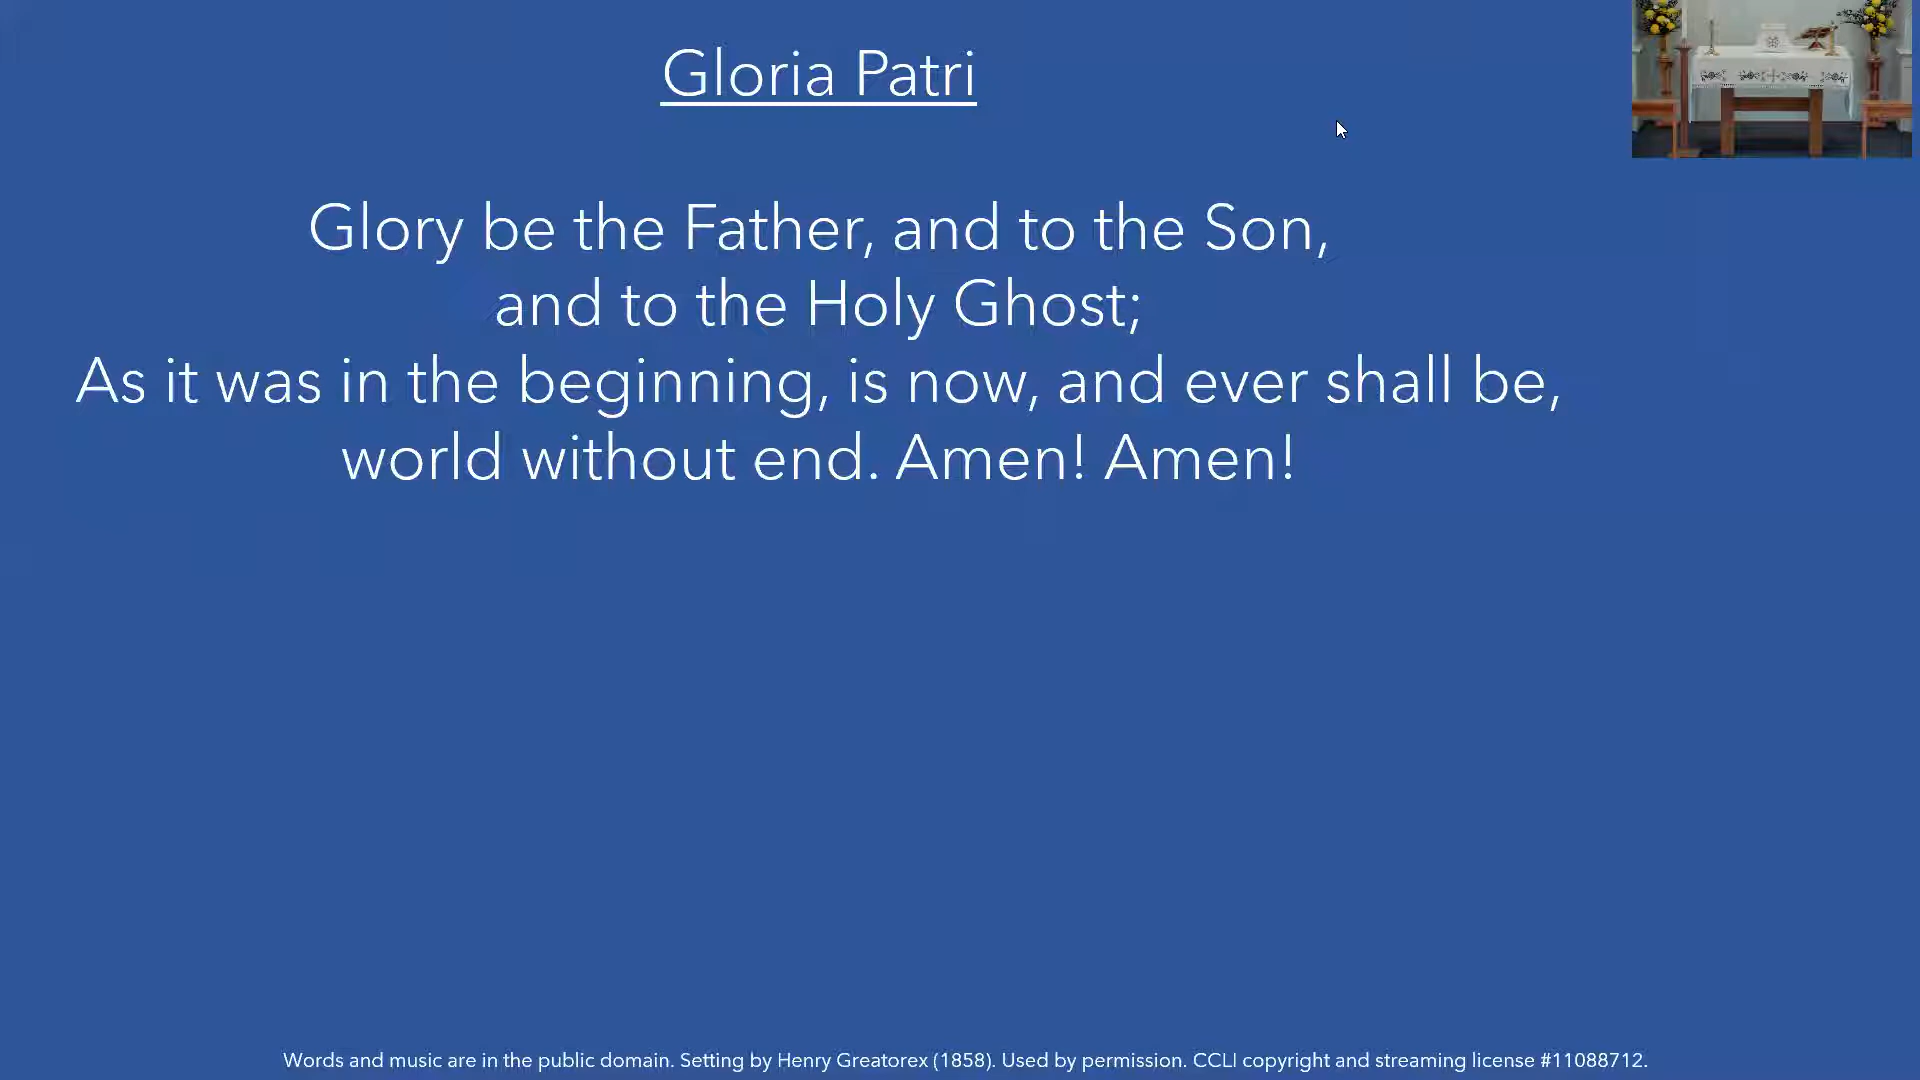 Gloria Patri
Glory be the Father, and to the Son,
and to the Holy Ghost;
As it was in the beginning, is now, and ever shall be,
world without end. Amen! Amen!
Words and music are in the public domain. Setting by Henry Greatorex (1858). Used by permission. CCLI copyright and streaming license #11088712.